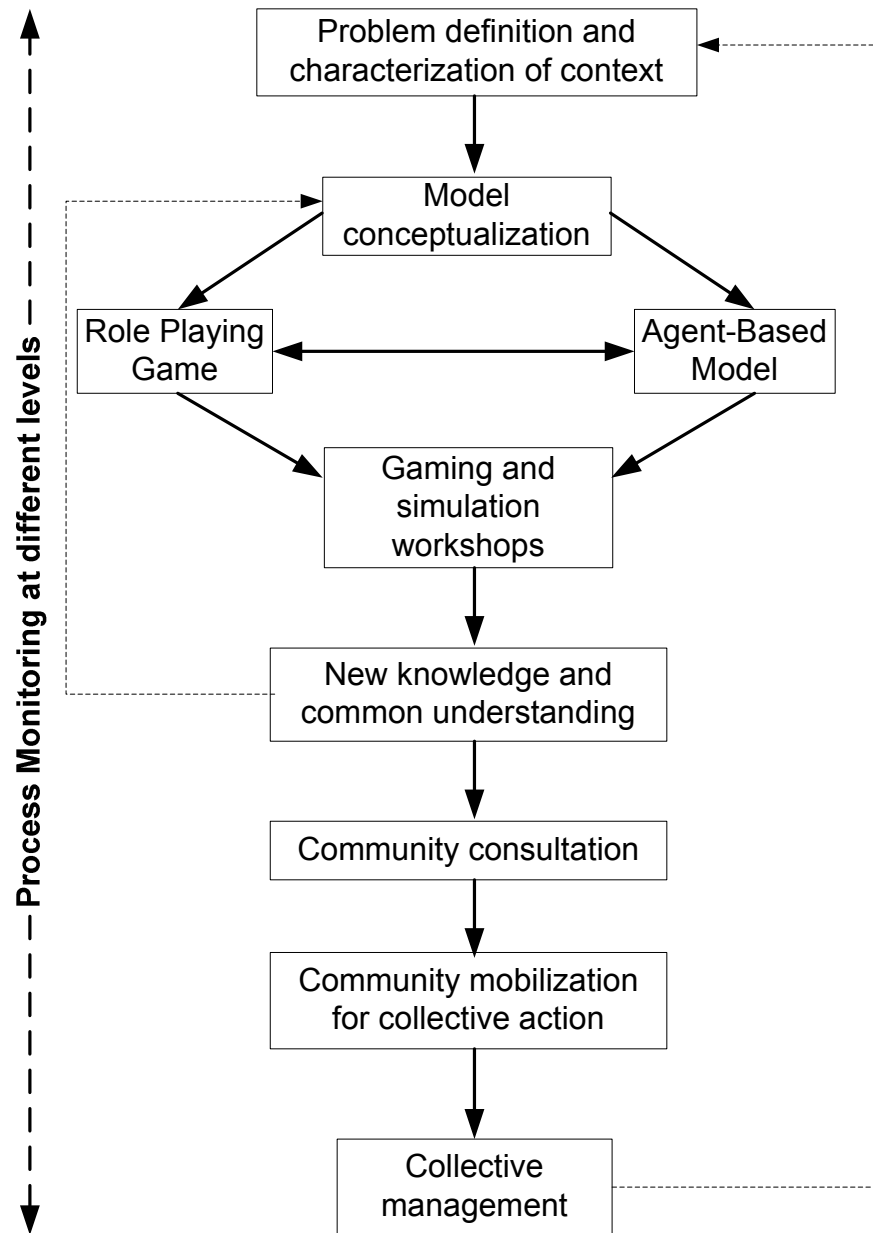 Problem definition and
characterization of context
Model
conceptualization
Role Playing
Game
Agent-Based
Model
Gaming and
simulation
workshops
New knowledge and
common understanding
Community consultation
Community mobilization
for collective action
Collective
management
Process Monitoring at different levels